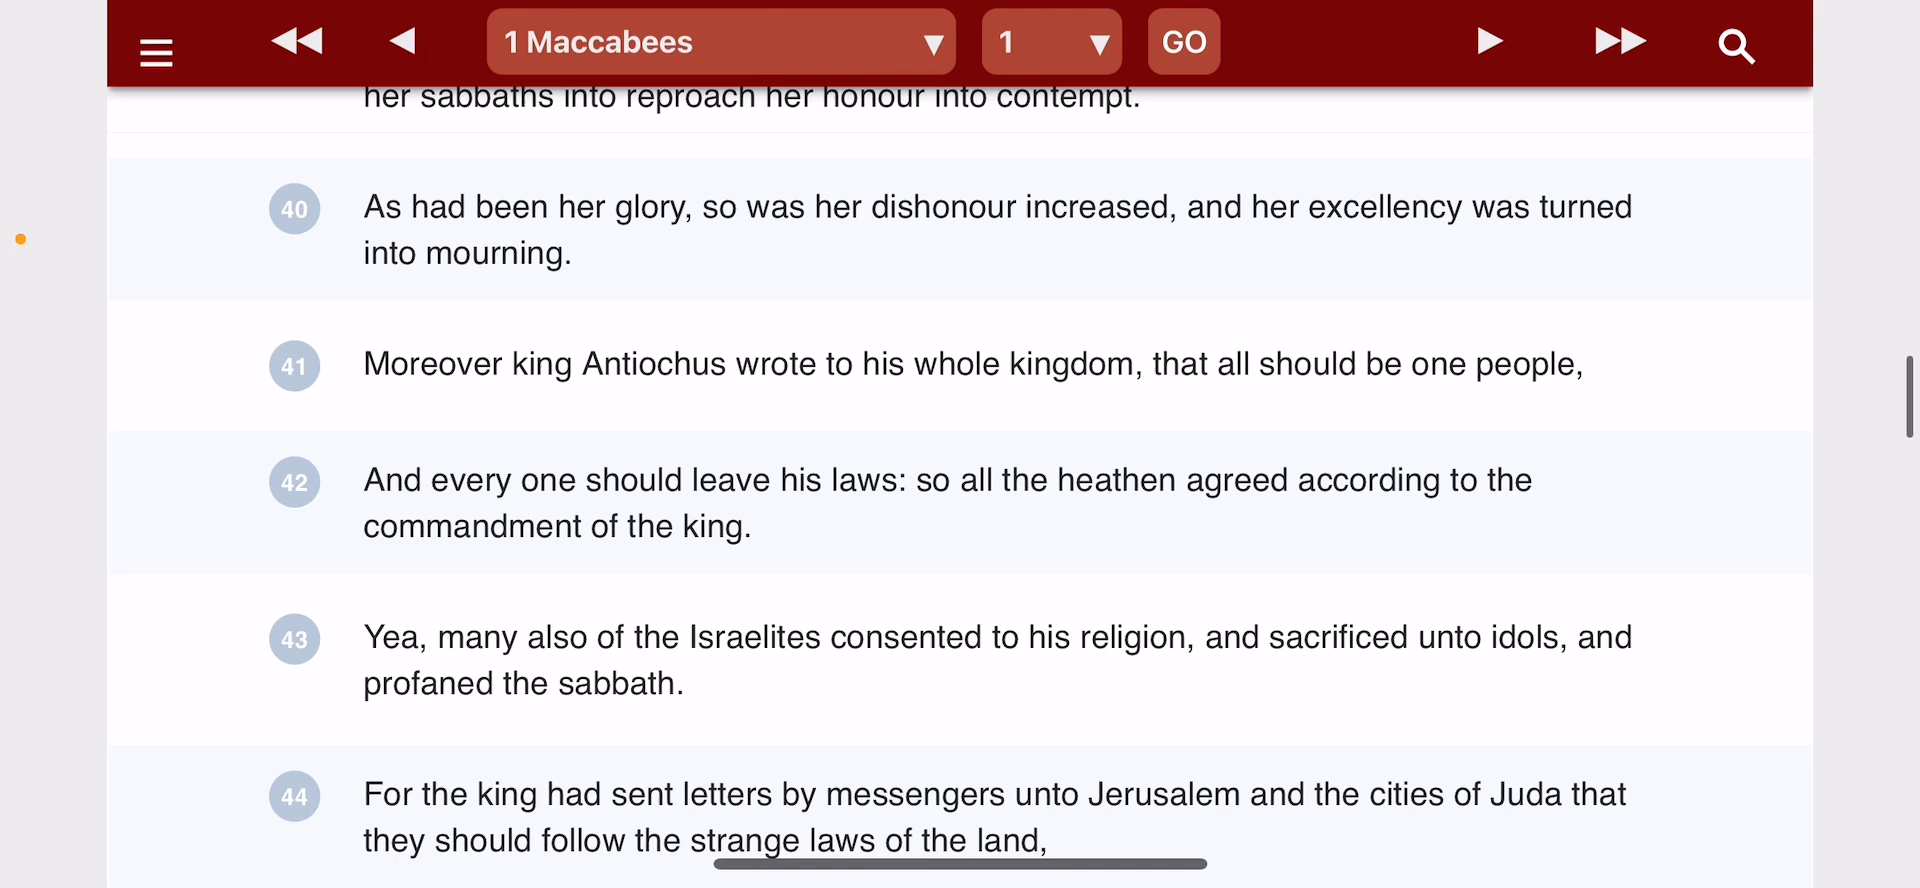 1 Maccabees
1
GO
her sabbaths into reproach her honour into contempt.
40
As had been her glory, so was her dishonour increased, and her excellency was turned
into mourning.
41
Moreover king Antiochus wrote to his whole kingdom, that all should be one people,
42
And every one should leave his laws: so all the heathen agreed according to the
commandment of the king.
43
Yea, many also of the Israelites consented to his religion, and sacrificed unto idols, and
profaned the sabbath.
44
For the king had sent letters by messengers unto Jerusalem and the cities of Juda that
they should follow the strange laws of the land,